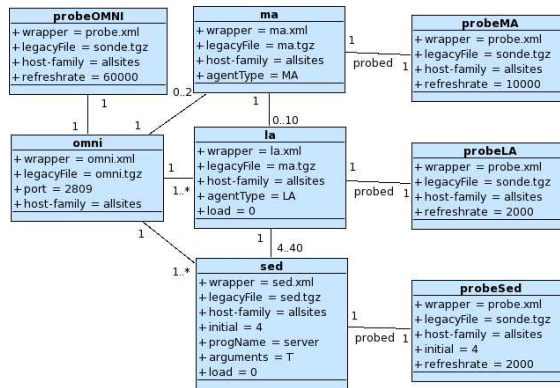 probeOMNI
+ wrapper = probe.xml
+ legacyFile = sonde.tgz
+ host-family = allsites
+ refreshrate = 60000
ma
+ wrapper = ma.xml
+ legacyFile = ma.tgz
+ host-family = allsites
+ agentType = MA
probeMA
+ wrapper = probe.xml
+ legacyFile = sonde.tgz
+ host-family = allsites
+ refreshrate = 10000
1
probed
1
1
1
0..2
1
1
0..10
omni
+ wrapper = omni.xml
+ legacyFile = omni.tgz
+ port = 2809
+ host-family = allsites
1
1..*
la
+ wrapper = la.xml
+ legacyFile = ma.tgz
+ host-family = allsites
+ agentType = LA
+ load = 0
1
probed
1
probeLA
+ wrapper = probe.xml
+ legacyFile = sonde.tgz
+ host-family = allsites
+ refreshrate = 2000
1
1..*
1
4..40
sed
+ wrapper = sed.xml
+ legacyFile = sed.tgz
+ host-family = allsites
+ initial = 4
+ progName = server
+ arguments = T
+ load = 0
1
probed
1
probeSed
+ wrapper = probe.xml
+ legacyFile = sonde.tgz
+ host-family = allsites
+ initial = 4
+ refreshrate = 2000